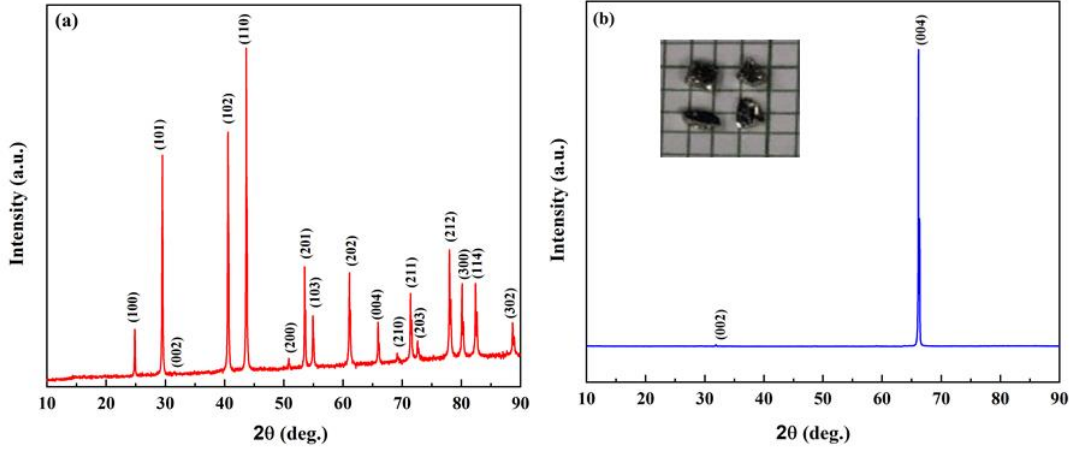 (a)
(100)
(101)
(002)
(102)
(110)
(200)
(201)
(103)
(202)
(004)
(210)
(211)
(203)
(212)
(300)
(114)
(302)
Intensity (a.u.)
10 20 30 40 50 60 70 80 90
2θ (deg.)
(b)
(002)
(004)
Intensity (a.u.)
10 20 30 40 50 60 70 80 90
2θ (deg.)